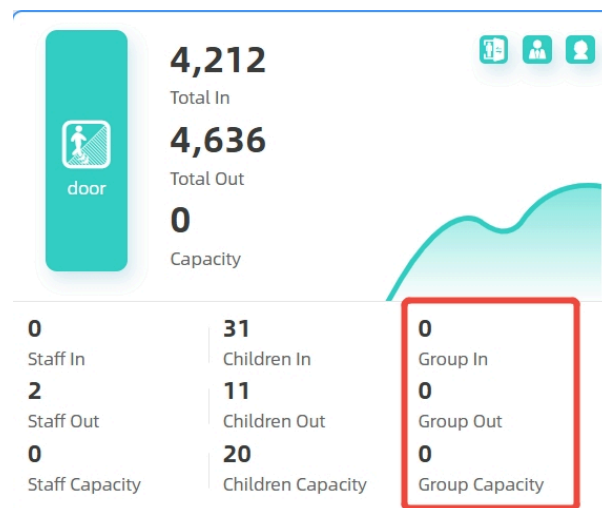 door
4,212
Total In
4,636
Total Out
0
Capacity
0
Staff In
2
Staff Out
0
Staff Capacity
31
Children In
11
Children Out
20
Children Capacity
0
Group In
0
Group Out
0
Group Capacity